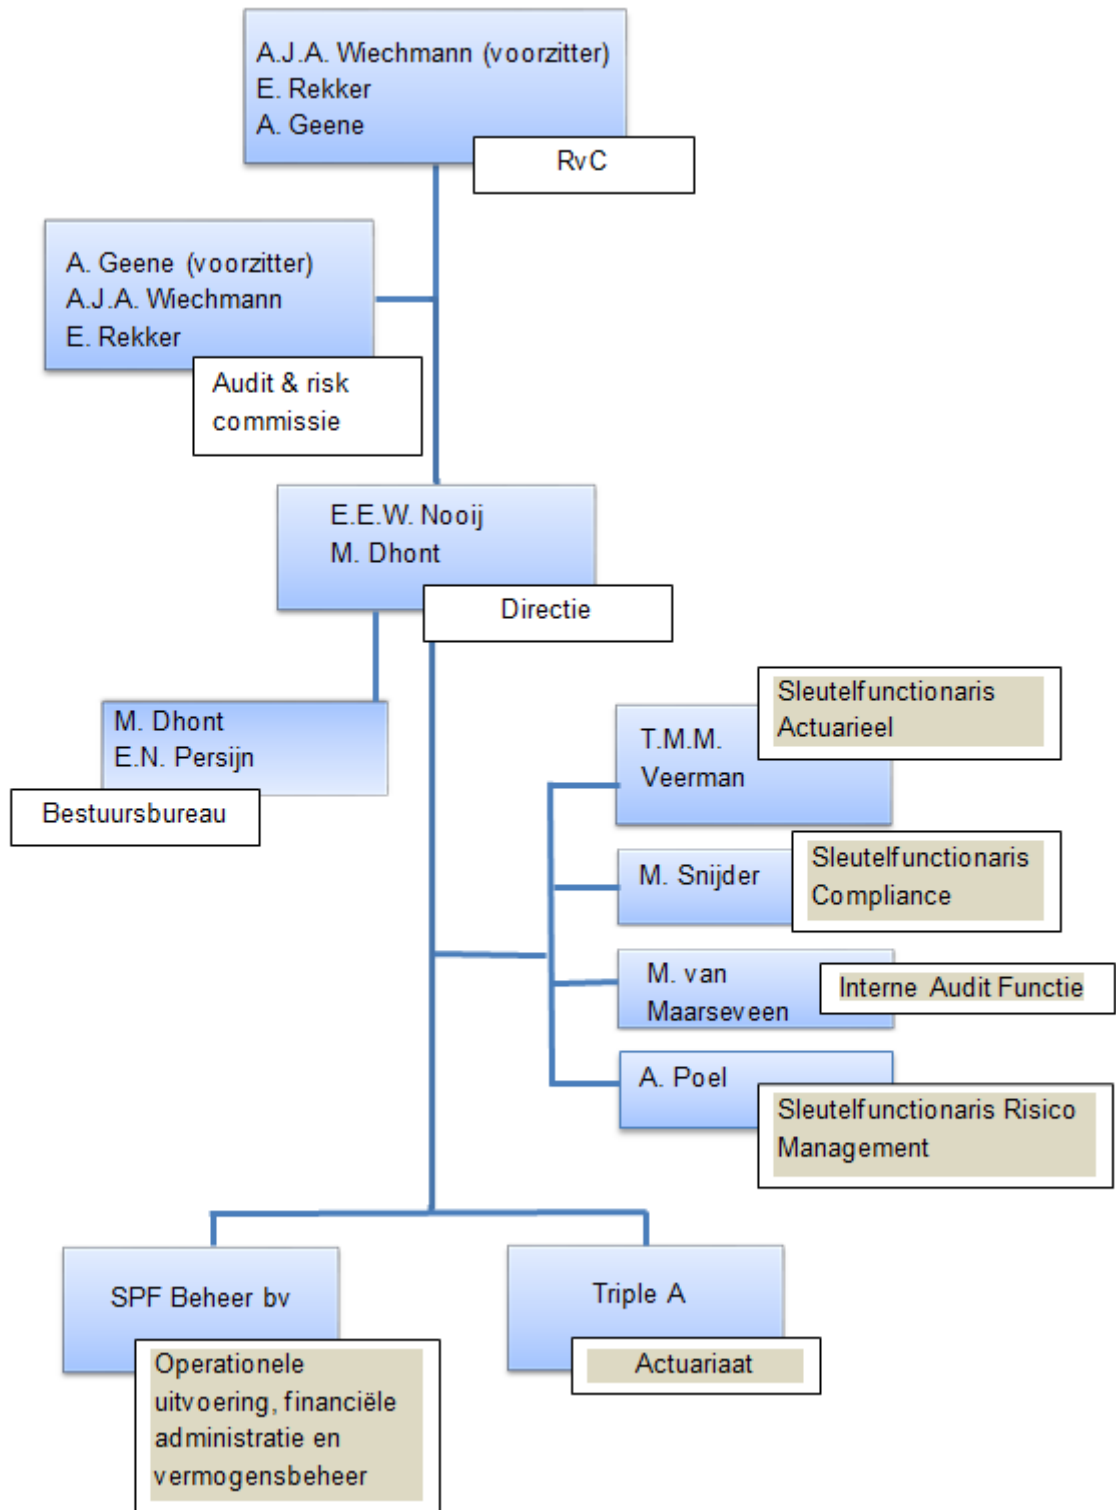 A.J.A. Wiechmann (voorzitter)
E. Rekker
A. Geene
RvC
A. Geene (voorzitter)
A.J.A. Wiechmann
E. Rekker
Audit & risk
commissie
E.E.W. Nooij
M. Dhont
Directie
M. Dhont
E.N. Persijn
Bestuursbureau
T.M.M.
Veerman
Sleutelfunctionaris
Actuarieel
M. Snijder
Sleutelfunctionaris
Compliance
M. van
Maarseveen
Interne Audit Functie
A. Poel
Sleutelfunctionaris Risico
Management
SPF Beheer bv
Operationele
uitvoering, financiële
administratie en
vermogensbeheer
Triple A
Actuariaat